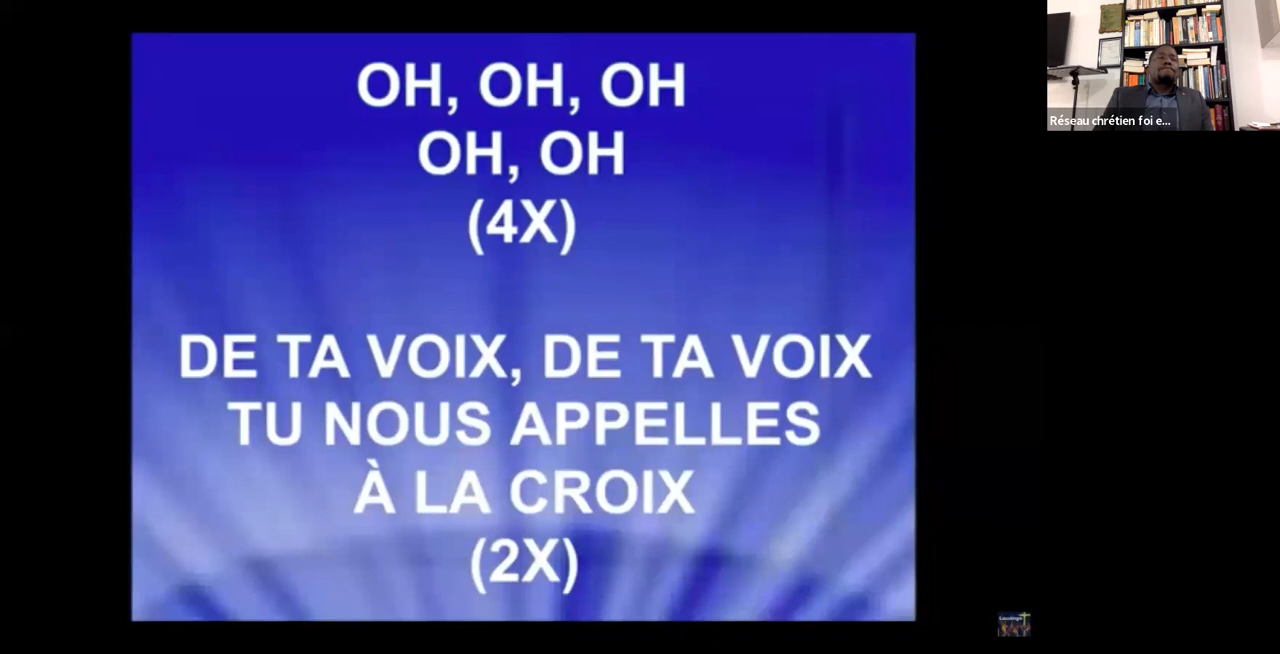 OH, OH, OH
OH, OH
(4X)
DE TA VOIX, DE TA VOIX
TU NOUS APPELLES
À LA CROIX
(2X)
Réseau chrétien foi e...